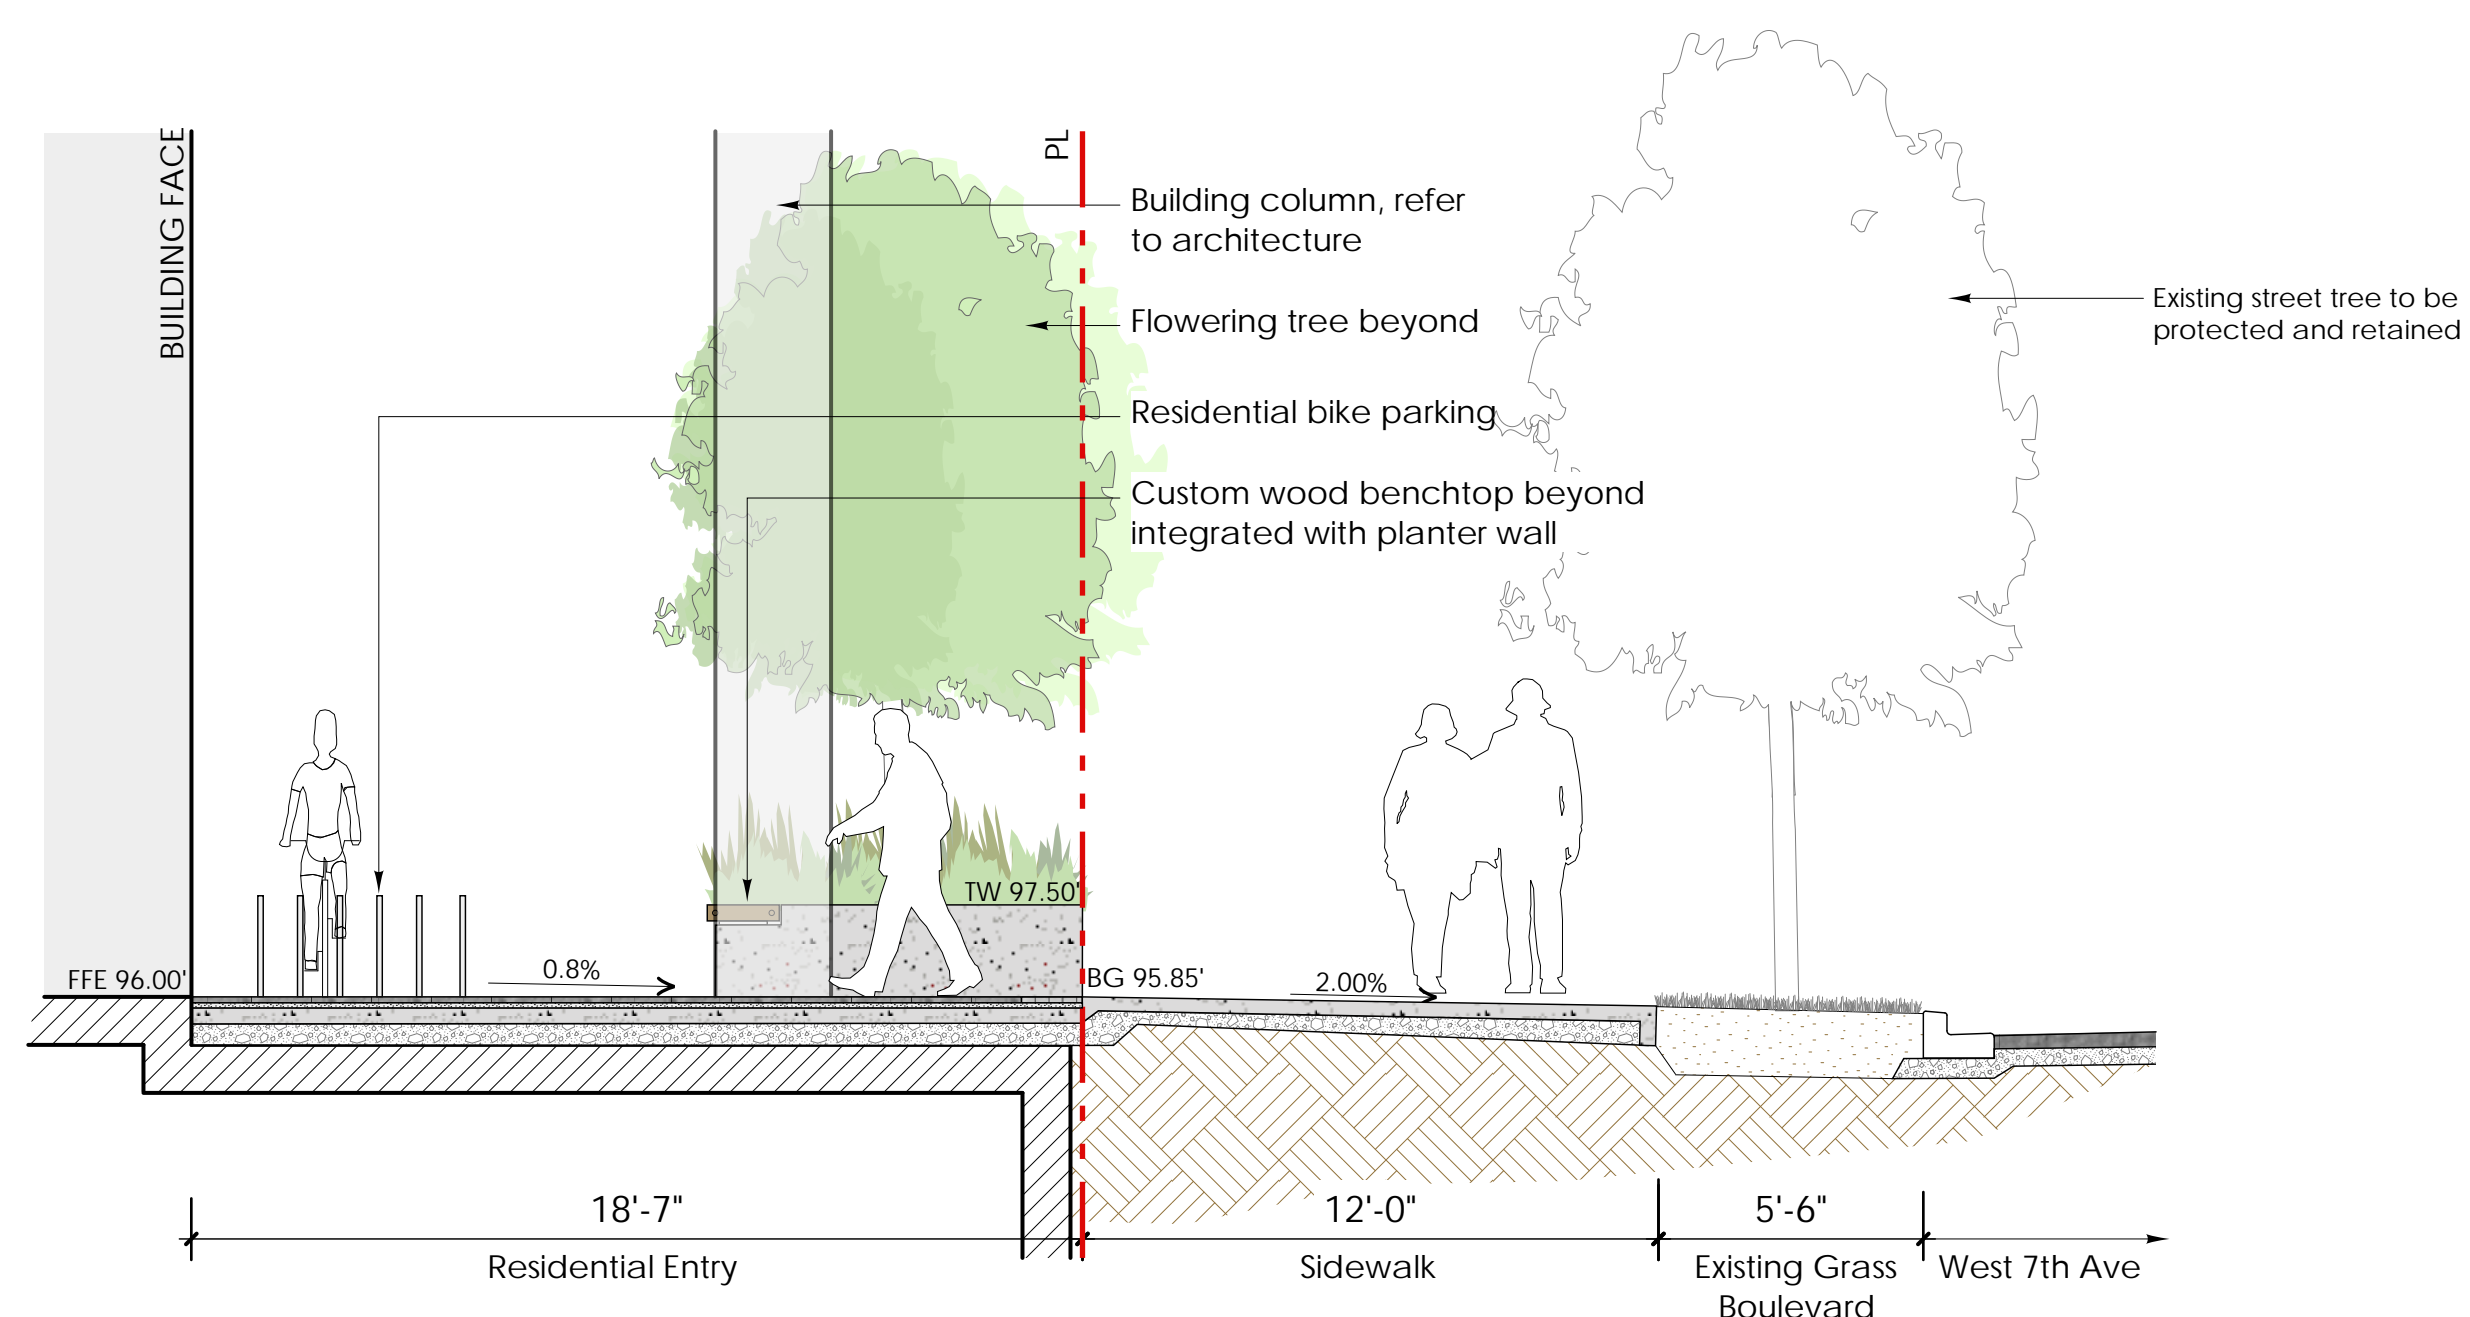 BUILDING FACE
PL
Building column, refer
to architecture
Flowering tree beyond
Existing street tree to be
protected and retained
Residential bike parking
Custom wood benchtop beyond
integrated with planter wall
TW 97.50'
FFE 96.00'
0.8%
BG 95.85'
2.00%
18'-7"
12'-0"
5'-6"
Residential Entry
Sidewalk
Existing Grass
Boulevard
West 7th Ave